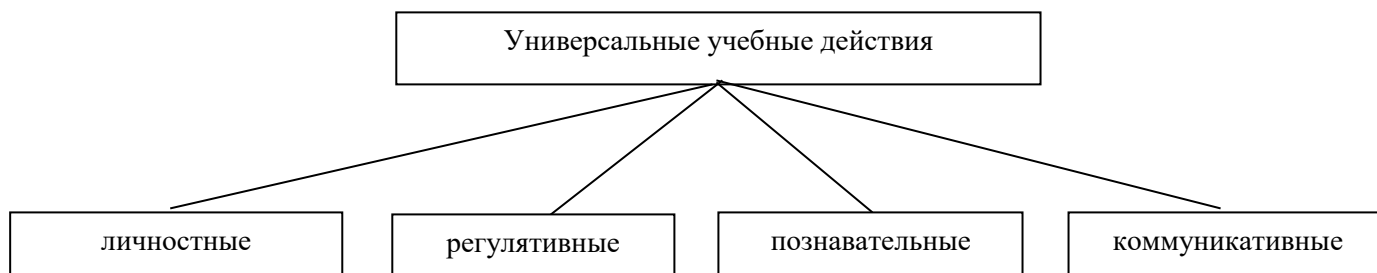 Универсальные учебные действия
личностные
регулятивные
познавательные
коммуникативные